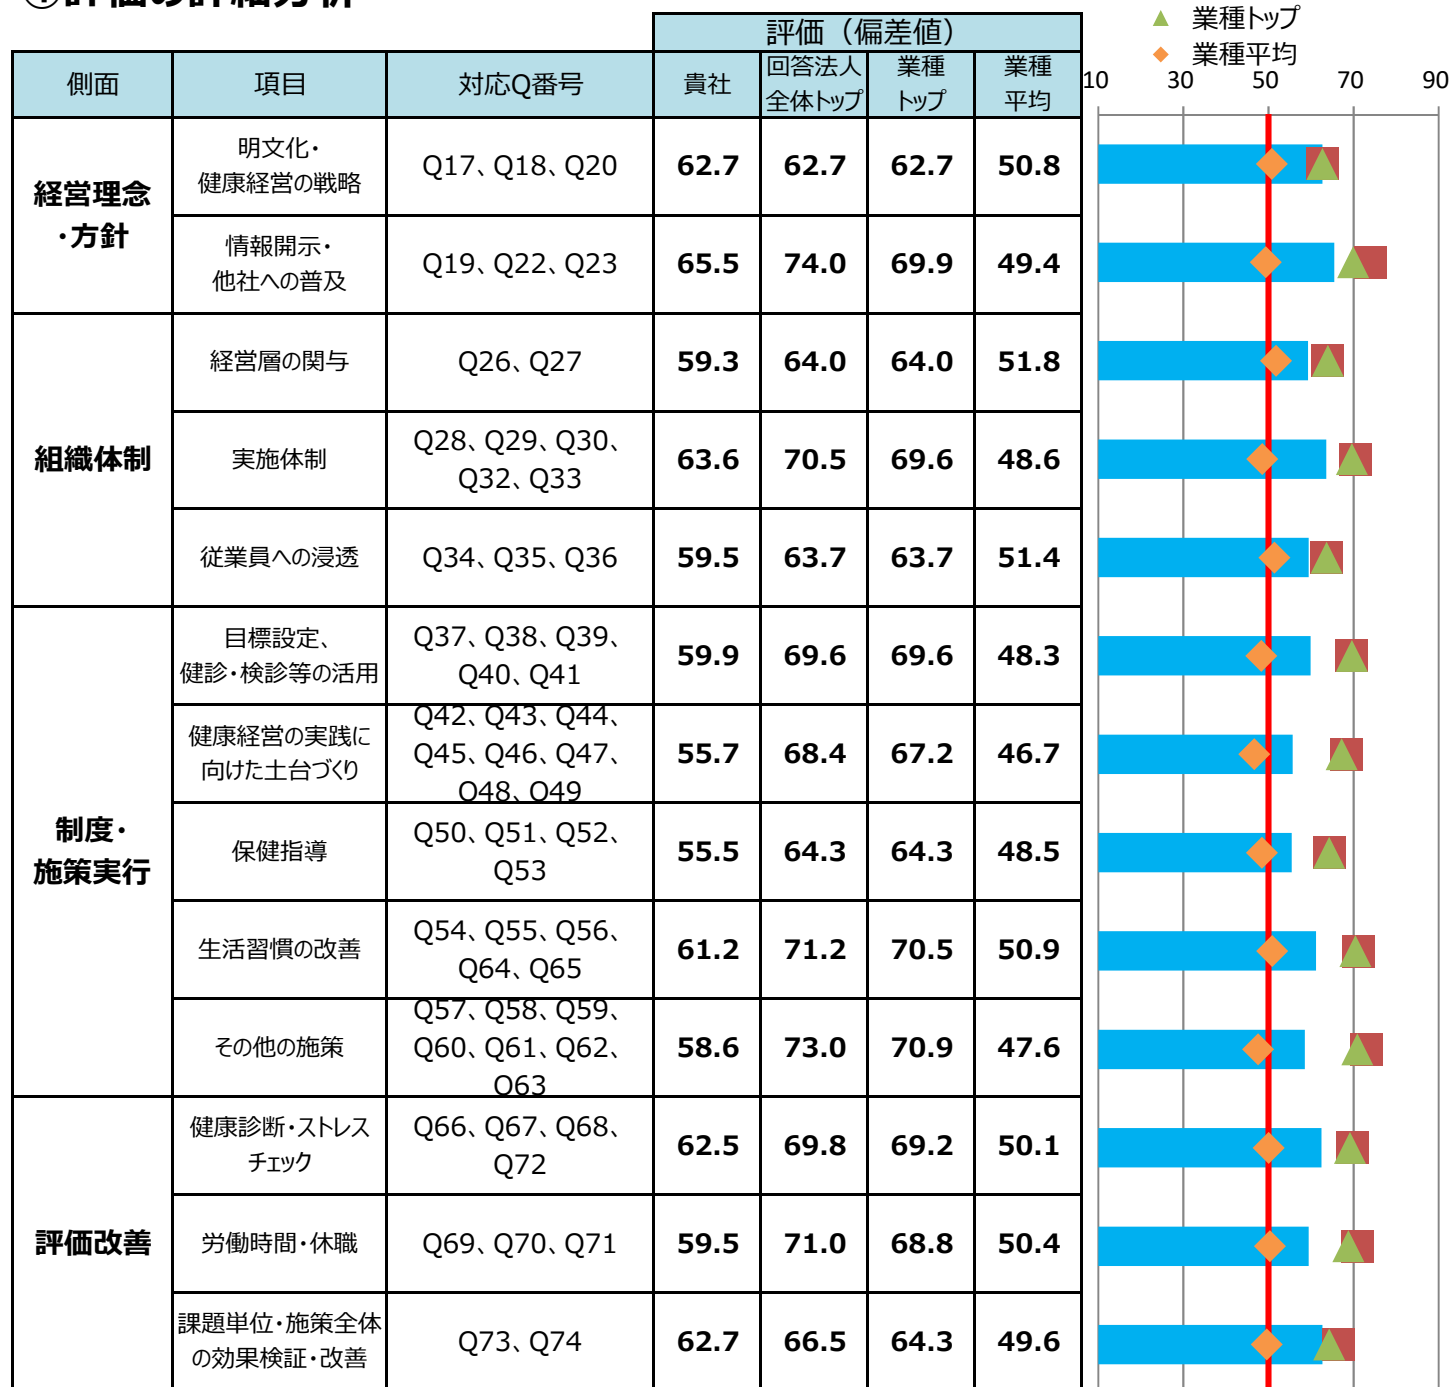 ①評価の詳細分析
業種トップ
業種平均
評価（偏差値）
側面 項目 対応Q番号 貴社 回答法人 業種 業種
全体トップ トップ 平均
10 30 50 70 90
経営理念
・方針
明文化・
健康経営の戦略
Q17、Q18、Q20 62.7 62.7 62.7 50.8
情報開示・
他社への普及
Q19、Q22、Q23 65.5 74.0 69.9 49.4
組織体制
経営層の関与 Q26、Q27 59.3 64.0 64.0 51.8
実施体制
Q28、Q29、Q30、
Q32、Q33
63.6 70.5 69.6 48.6
従業員への浸透 Q34、Q35、Q36 59.5 63.7 63.7 51.4
制度・
施策実行
目標設定、
健診・検診等の活用
Q37、Q38、Q39、
Q40、Q41
59.9 69.6 69.6 48.3
健康経営の実践に
向けた土台づくり
Q42、Q43、Q44、
Q45、Q46、Q47、
Q48、Q49
55.7 68.4 67.2 46.7
保健指導
Q50、Q51、Q52、
Q53
55.5 64.3 64.3 48.5
生活習慣の改善
Q54、Q55、Q56、
Q64、Q65
61.2 71.2 70.5 50.9
その他の施策
Q57、Q58、Q59、
Q60、Q61、Q62、
Q63
58.6 73.0 70.9 47.6
評価改善
健康診断・ストレス
チェック
Q66、Q67、Q68、
Q72
62.5 69.8 69.2 50.1
労働時間・休職 Q69、Q70、Q71 59.5 71.0 68.8 50.4
課題単位・施策全体
の効果検証・改善
Q73、Q74 62.7 66.5 64.3 49.6